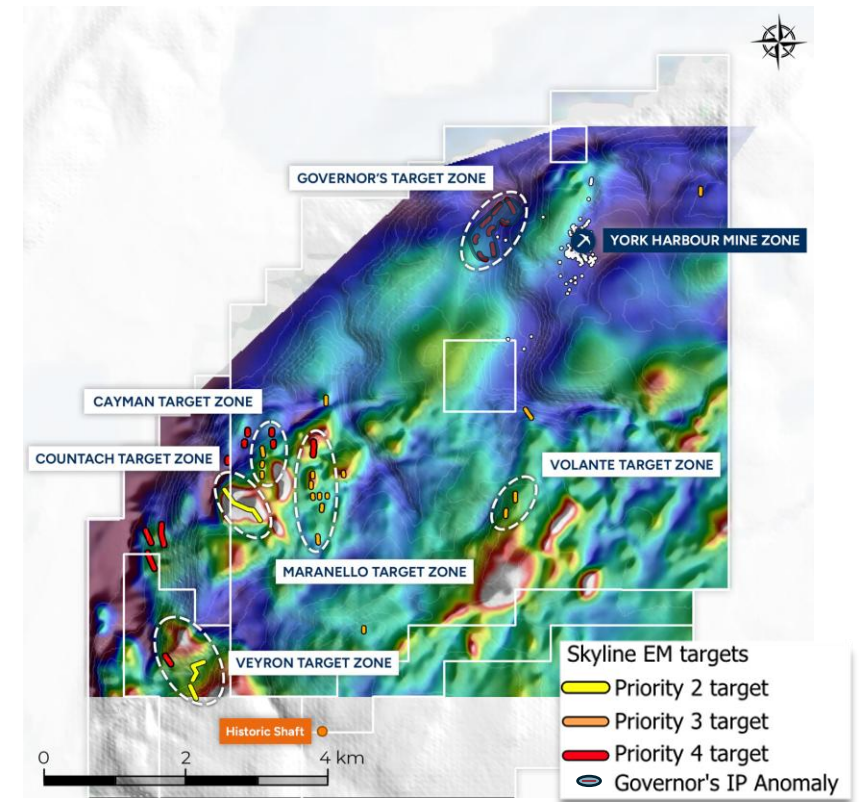 GOVERNOR'S TARGET ZONE
YORK HARBOUR MINE ZONE
CAYMAN TARGET ZONE
COUNTACH TARGET ZONE
VOLANTE TARGET ZONE
MARANELLO TARGET ZONE
VEYRON TARGET ZONE
Historic Shaft
0 2 4 km
Skyline EM targets
Priority 2 target
Priority 3 target
Priority 4 target
Governor's IP Anomaly